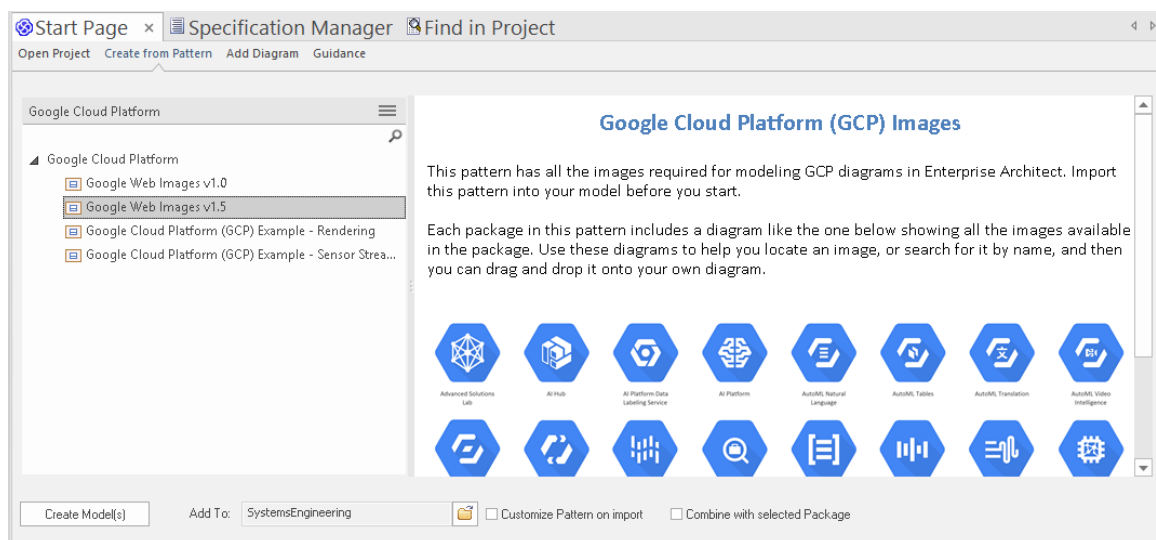 Start Page × Specification Manager Find in Project
Open Project Create from Pattern Add Diagram Guidance
Google Cloud Platform
Google Cloud Platform
Google Web Images v1.0
Google Web Images v1.5
Google Cloud Platform (GCP) Example - Rendering
Google Cloud Platform (GCP) Example - Sensor Strea...
Google Cloud Platform (GCP) Images
This pattern has all the images required for modeling GCP diagrams in Enterprise Architect. Import
this pattern into your model before you start.
Each package in this pattern includes a diagram like the one below showing all the images available
in the package. Use these diagrams to help you locate an image, or search for it by name, and then
you can drag and drop it onto your own diagram.
Advanced Solutions
Lab
AI Hub
AI Platform Data
Labeling Service
AI Platform
AutoML Natural
Language
AutoML Tables
AutoML Translation
AutoML Video
Intelligence
Create Model(s) Add To: SystemsEngineering Customize Pattern on import Combine with selected Package